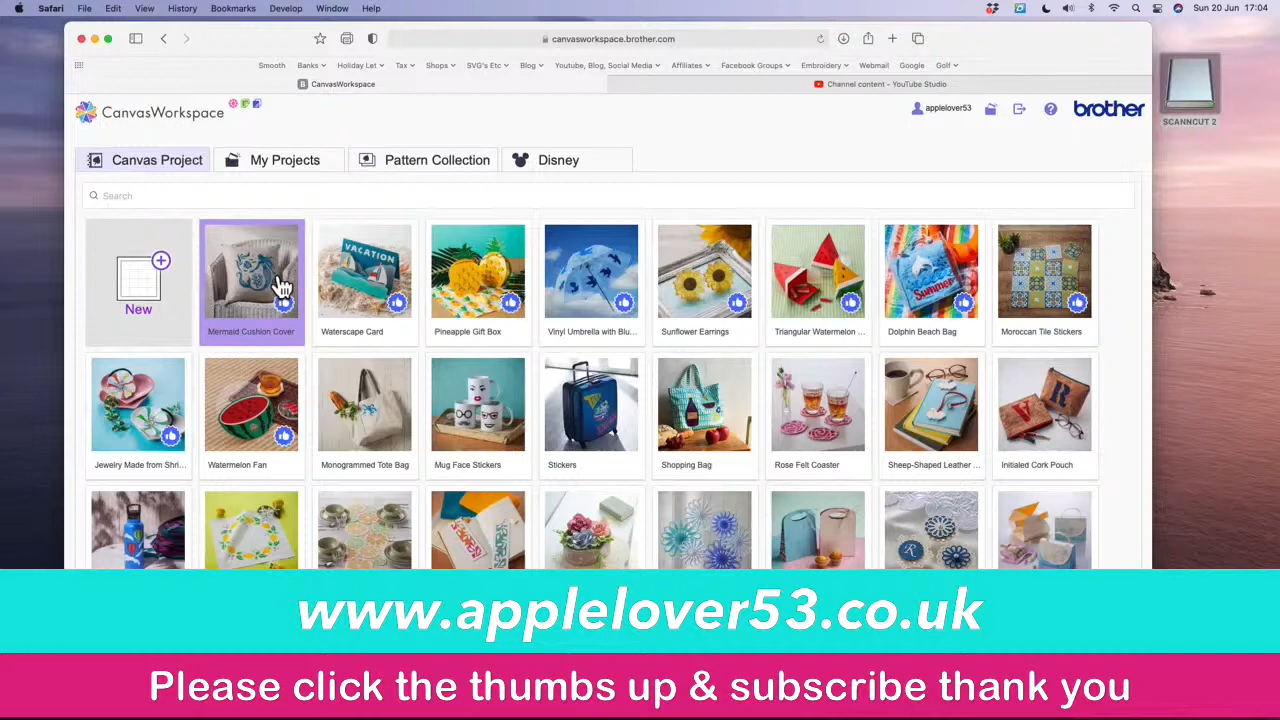 Safari File Edit View History Bookmarks Develop Window Help Sun 20 Jun 17:04
canvasworkspace.brother.com
Smooth Banks Holiday Let Tax Shops SVG's Etc Blog Youtube, Blog, Social Media Affiliates Facebook Groups Embroidery Webmail Google Golf
B CanvasWorkspace Channel content - YouTube Studio
SCANNCUT 2
CanvasWorkspace applelover53 brother
Canvas Project My Projects Pattern Collection Disney
Search
VACATION
Summer
New
Mermaid Cushion Cover Waterscape Card Pineapple Gift Box Vinyl Umbrella with Blu... Sunflower Earrings Triangular Watermelon ... Dolphin Beach Bag Moroccan Tile Stickers
Jewelry Made from Shri... Watermelon Fan Monogrammed Tote Bag Mug Face Stickers Stickers Shopping Bag Rose Felt Coaster Sheep-Shaped Leather ... Initialed Cork Pouch
www.applelover53.co.uk
Please click the thumbs up & subscribe thank you